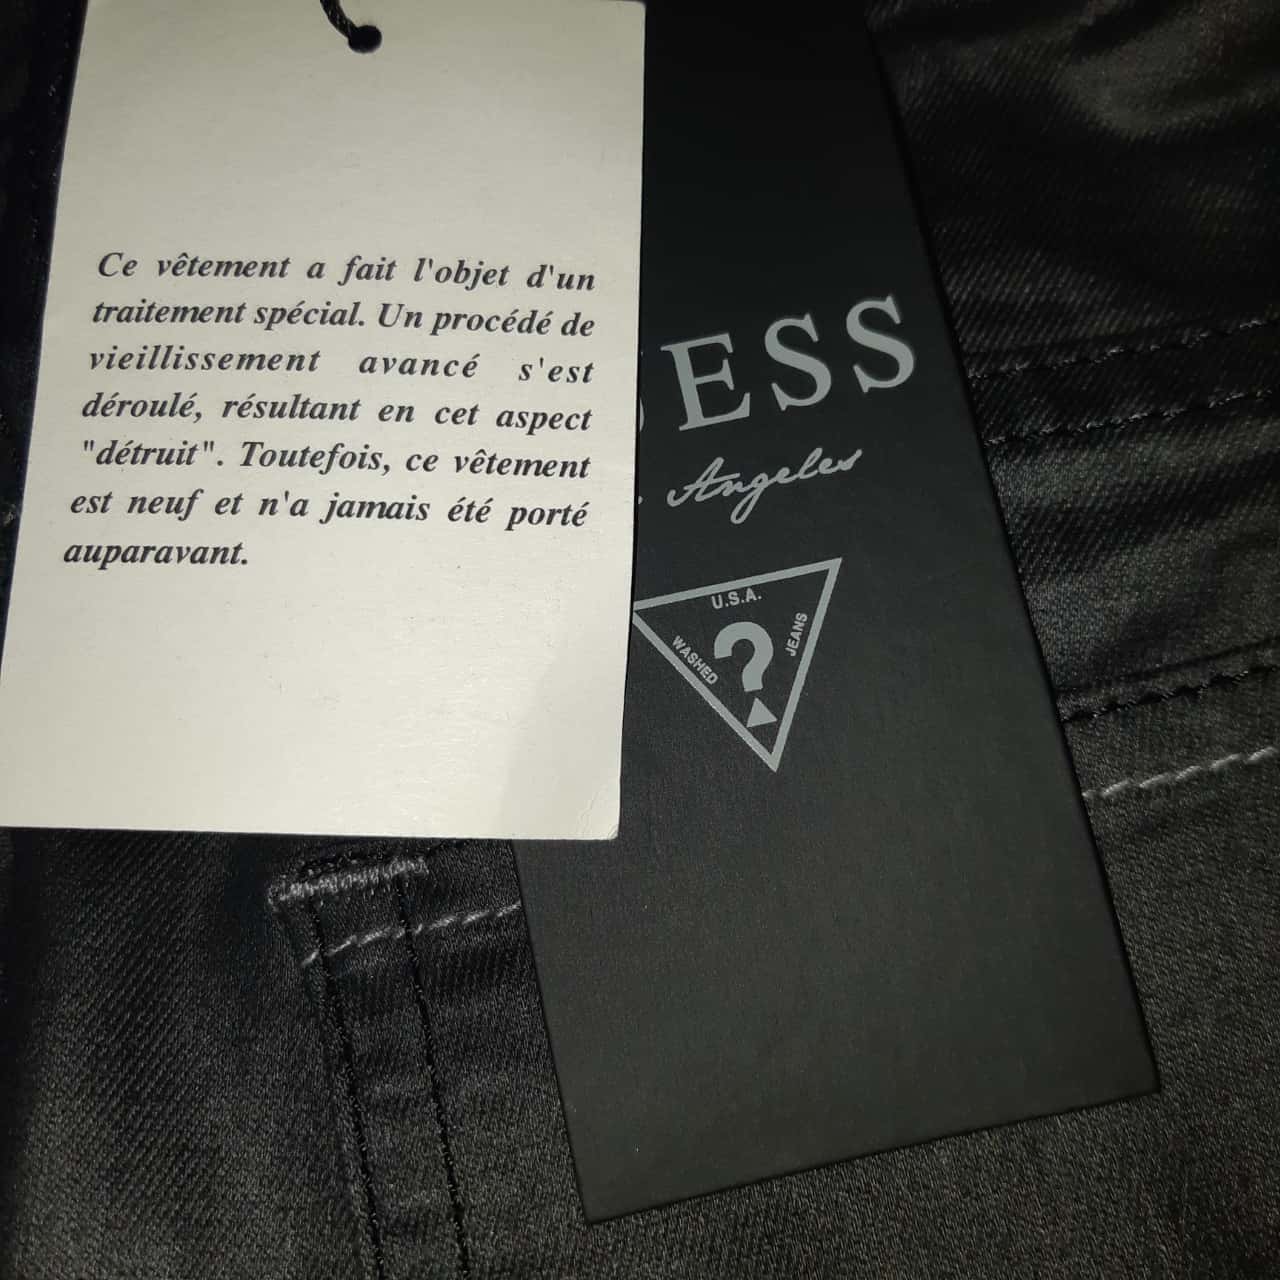 Ce vêtement a fait l'objet d'un
traitement spécial. Un procédé de
vieillissement avancé s'est
déroulé, résultant en cet aspect
"détruit". Toutefois, ce vêtement
est neuf et n'a jamais été porté
auparavant.
ESS
Angeles
U.S.A.
WASHED
?
JEANS